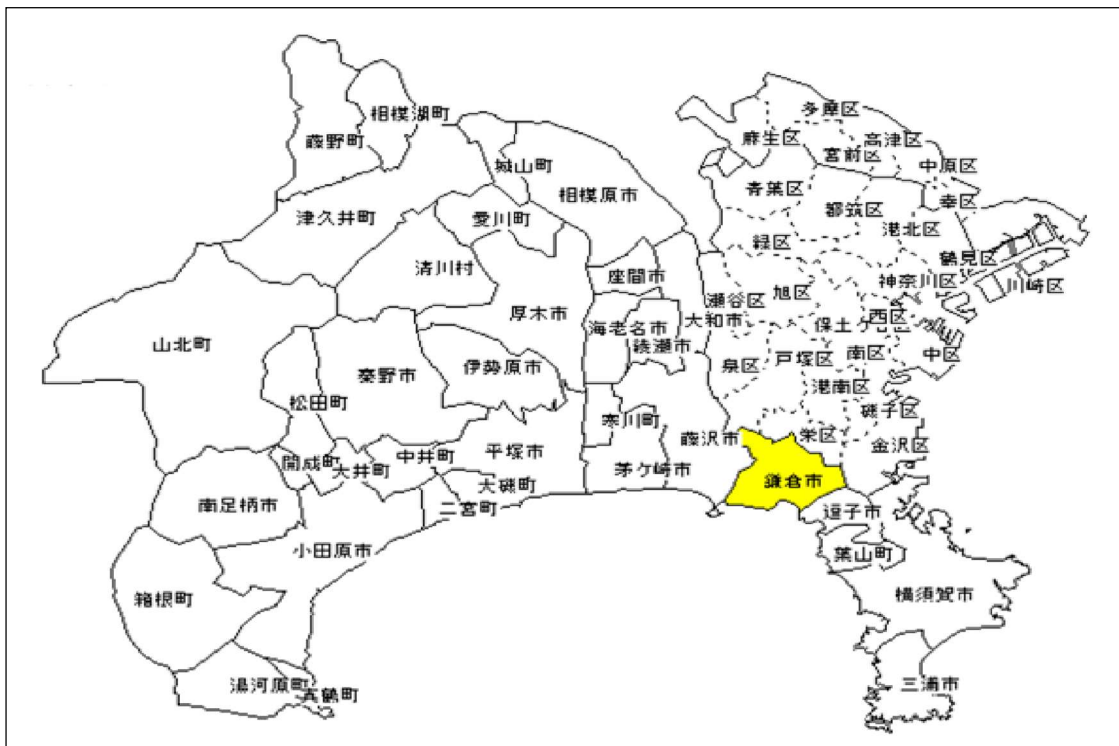 多摩区
相模湖町
麻生区
高津区
藤野町
宮前区
中原区
城山町
青葉区
相模原市
幸区
津久井町
愛川町
都筑区
港北区
緑区
鶴見区
清川村
座間市
神奈川区
川崎区
瀬谷区
旭区
厚木市
海老名市
大和市
保土ケ
西区
綾瀬市
山北町
中区
秦野市
伊勢原市
泉区
戸塚区
南区
港南区
松田町
寒川町
磯子区
藤沢市
栄区
金沢区
開成町
大井町
中井町
平塚市
茅ケ崎市
鎌倉市
大磯町
南足柄市
二宮町
逗子市
小田原市
葉山町
箱根町
横須賀市
湯河原町
真鶴町
三浦市